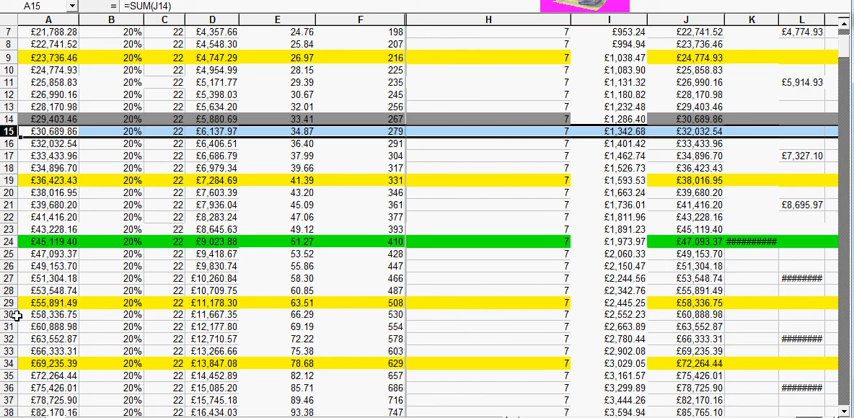 A15 = =SUM(J14)
A B C D E F H I J K L
7 £21,788.28 20% 22 £4,357.66 24.76 198 7 £953.24 £22,741.52 £4,774.93
8 £22,741.52 20% 22 £4,548.30 25.84 207 7 £994.94 £23,736.46
9 £23,736.46 20% 22 £4,747.29 26.97 216 7 £1,038.47 £24,774.93
10 £24,774.93 20% 22 £4,954.99 28.15 225 7 £1,083.90 £25,858.83
11 £25,858.83 20% 22 £5,171.77 29.39 235 7 £1,131.32 £26,990.16 £5,914.93
12 £26,990.16 20% 22 £5,398.03 30.67 245 7 £1,180.82 £28,170.98
13 £28,170.98 20% 22 £5,634.20 32.01 256 7 £1,232.48 £29,403.46
14 £29,403.46 20% 22 £5,880.69 33.41 267 7 £1,286.40 £30,689.86
15 £30,689.86 20% 22 £6,137.97 34.87 279 7 £1,342.68 £32,032.54
16 £32,032.54 20% 22 £6,406.51 36.40 291 7 £1,401.42 £33,433.96
17 £33,433.96 20% 22 £6,686.79 37.99 304 7 £1,462.74 £34,896.70 £7,327.10
18 £34,896.70 20% 22 £6,979.34 39.66 317 7 £1,526.73 £36,423.43
19 £36,423.43 20% 22 £7,284.69 41.39 331 7 £1,593.53 £38,016.95
20 £38,016.95 20% 22 £7,603.39 43.20 346 7 £1,663.24 £39,680.20
21 £39,680.20 20% 22 £7,936.04 45.09 361 7 £1,736.01 £41,416.20 £8,695.97
22 £41,416.20 20% 22 £8,283.24 47.06 377 7 £1,811.96 £43,228.16
23 £43,228.16 20% 22 £8,645.63 49.12 393 7 £1,891.23 £45,119.40
24 £45,119.40 20% 22 £9,023.88 51.27 410 7 £1,973.97 £47,093.37 ##########
25 £47,093.37 20% 22 £9,418.67 53.52 428 7 £2,060.33 £49,153.70
26 £49,153.70 20% 22 £9,830.74 55.86 447 7 £2,150.47 £51,304.18
27 £51,304.18 20% 22 £10,260.84 58.30 466 7 £2,244.56 £53,548.74 ########
28 £53,548.74 20% 22 £10,709.75 60.85 487 7 £2,342.76 £55,891.49
29 £55,891.49 20% 22 £11,178.30 63.51 508 7 £2,445.25 £58,336.75
30 £58,336.75 20% 22 £11,667.35 66.29 530 7 £2,552.23 £60,888.98
31 £60,888.98 20% 22 £12,177.80 69.19 554 7 £2,663.89 £63,552.87
32 £63,552.87 20% 22 £12,710.57 72.22 578 7 £2,780.44 £66,333.31 ########
33 £66,333.31 20% 22 £13,266.66 75.38 603 7 £2,902.08 £69,235.39
34 £69,235.39 20% 22 £13,847.08 78.68 629 7 £3,029.05 £72,264.44
35 £72,264.44 20% 22 £14,452.89 82.12 657 7 £3,161.57 £75,426.01
36 £75,426.01 20% 22 £15,085.20 85.71 686 7 £3,299.89 £78,725.90 ########
37 £78,725.90 20% 22 £15,745.18 89.46 716 7 £3,444.26 £82,170.16
38 £82,170.16 20% 22 £16,434.03 93.38 747 7 £3,594.94 £85,765.10